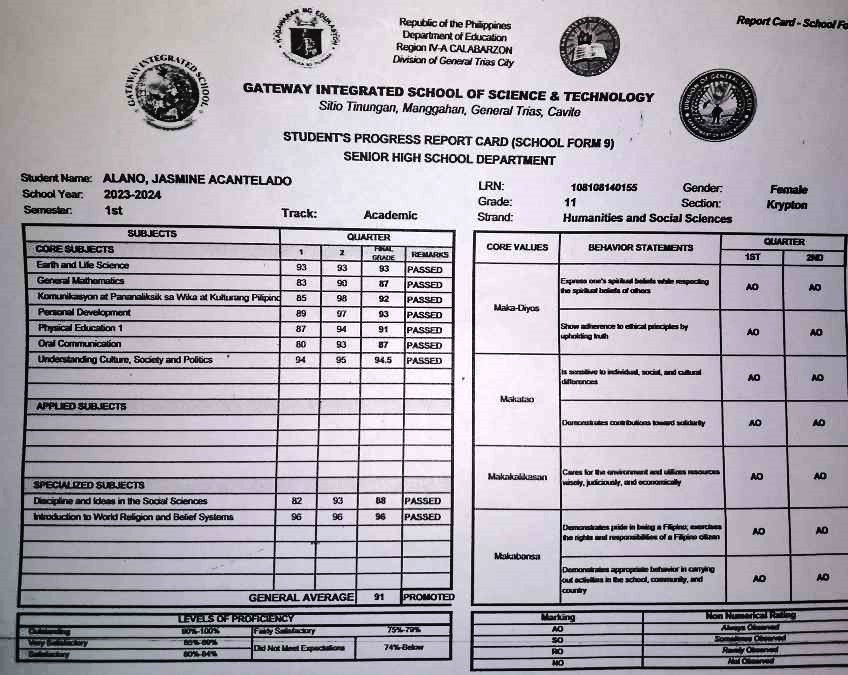 Report Card - School Fo
Republic of the Philippines
Department of Education
Region IV-A CALABARZON
Division of General Trias City
GATEWAY INTEGRATED SCHOOL
GATEWAY INTEGRATED SCHOOL OF SCIENCE & TECHNOLOGY
Sitio Tinungan, Manggahan, General Trias, Cavite
STUDENT'S PROGRESS REPORT CARD (SCHOOL FORM 9)
SENIOR HIGH SCHOOL DEPARTMENT
Student Name: ALANO, JASMINE ACANTELADO
School Year: 2023-2024
Semester: 1st Track: Academic
LRN: 108108140155 Gender: Female
Grade: 11 Section: Krypton
Strand: Humanities and Social Sciences
SUBJECTS QUARTER
CORE SUBJECTS 1 2 FINAL GRADE REMARKS
Earth and Life Science 93 93 93 PASSED
General Mathematics 83 90 87 PASSED
Komunikasyon at Pananaliksik sa Wika at Kulturang Pilipino 85 98 92 PASSED
Personal Development 89 97 93 PASSED
Physical Education 1 87 94 91 PASSED
Oral Communication 80 93 87 PASSED
Understanding Culture, Society and Politics 94 95 94.5 PASSED
APPLIED SUBJECTS
SPECIALIZED SUBJECTS
Discipline and Ideas in the Social Sciences 82 93 88 PASSED
Introduction to World Religion and Belief Systems 96 96 96 PASSED
GENERAL AVERAGE 91 PROMOTED
LEVELS OF PROFICIENCY
Outstanding 90%-100% Fairly Satisfactory 75%-79%
Very Satisfactory 85%-89%
Did Not Meet Expectations 74%-Below
Satisfactory 80%-84%
CORE VALUES BEHAVIOR STATEMENTS QUARTER
1ST 2ND
Maka-Diyos
Express one's spiritual beliefs while respecting
the spiritual beliefs of others
AO AO
Show adherence to ethical principles by
upholding truth
AO AO
Makatao
Is sensitive to individual, social, and cultural
differences
AO AO
Demonstrates contributions toward solidarity
AO AO
Makakalikasan
Cares for the environment and utilizes resources
wisely, judiciously, and economically
AO AO
Makabansa
Demonstrates pride in being a Filipino; exercises
the rights and responsibilities of a Filipino citizen
AO AO
Demonstrates appropriate behavior in carrying
out activities in the school, community, and
country
AO AO
Marking Non Numerical Rating
AO Always Observed
SO Sometimes Observed
RO Rarely Observed
NO Not Observed